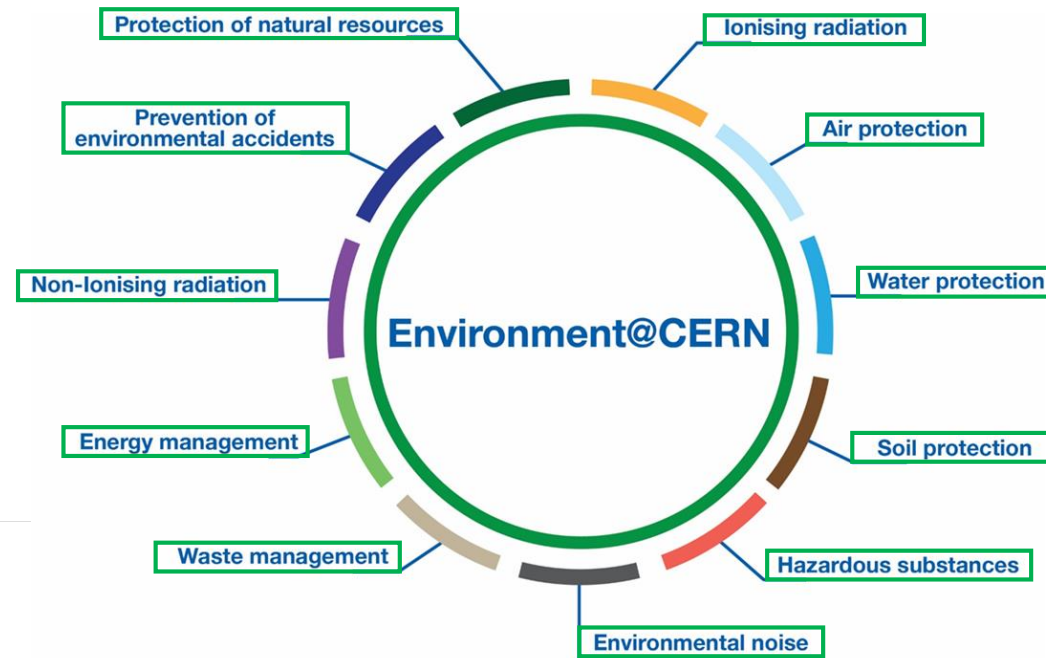 Protection of natural resources
Ionising radiation
Prevention of
environmental accidents
Air protection
Non-Ionising radiation
Water protection
Environment@CERN
Energy management
Soil protection
Waste management
Hazardous substances
Environmental noise